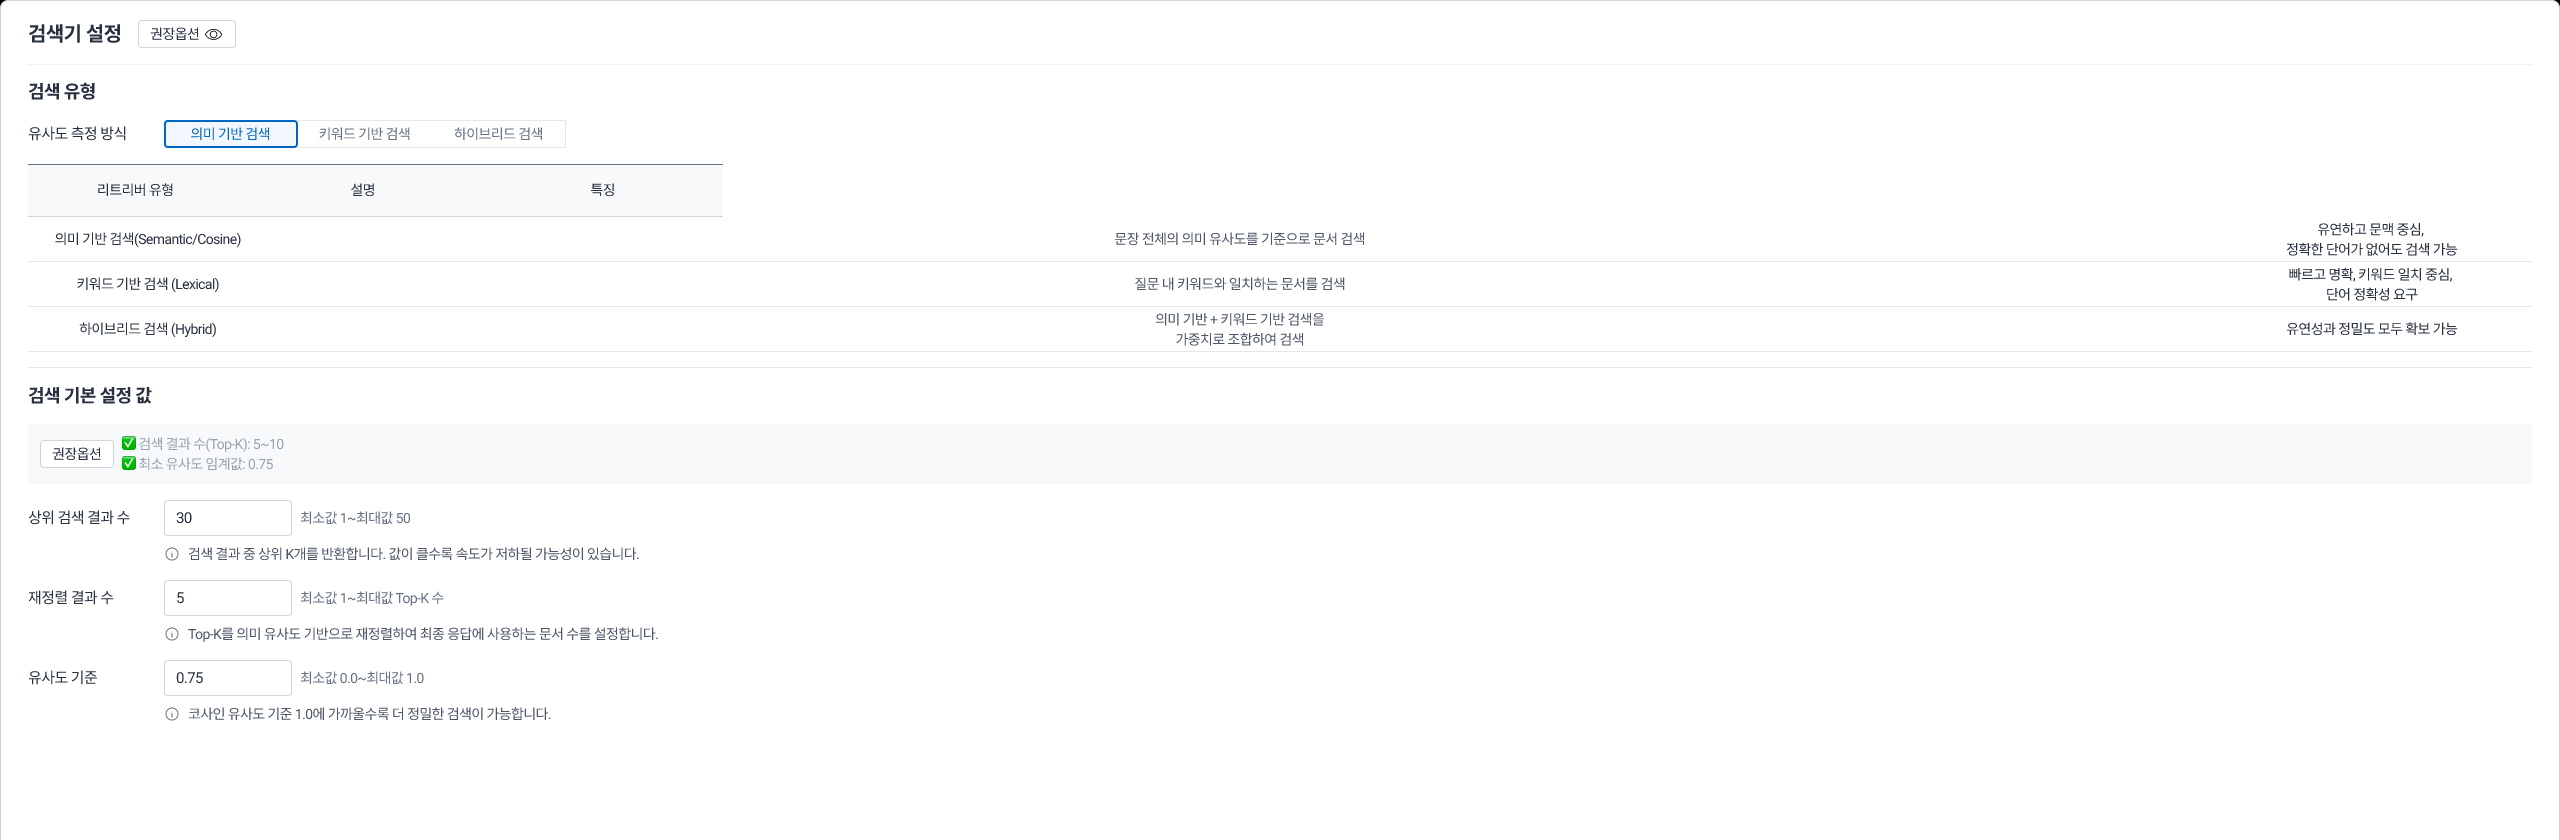 검색기 설정
권장옵션
검색 유형
유사도 측정 방식
의미 기반 검색
키워드 기반 검색
하이브리드 검색
리트리버 유형 설명 특징
의미 기반 검색(Semantic/Cosine)
문장 전체의 의미 유사도를 기준으로 문서 검색
유연하고 문맥 중심,
정확한 단어가 없어도 검색 가능
키워드 기반 검색 (Lexical)
질문 내 키워드와 일치하는 문서를 검색
빠르고 명확, 키워드 일치 중심,
단어 정확성 요구
하이브리드 검색 (Hybrid)
의미 기반 + 키워드 기반 검색을
가중치로 조합하여 검색
유연성과 정밀도 모두 확보 가능
검색 기본 설정 값
권장옵션
✅ 검색 결과 수(Top-K): 5~10
✅ 최소 유사도 임계값: 0.75
상위 검색 결과 수 30 최소값 1~최대값 50
검색 결과 중 상위 K개를 반환합니다. 값이 클수록 속도가 저하될 가능성이 있습니다.
재정렬 결과 수 5 최소값 1~최대값 Top-K 수
Top-K를 의미 유사도 기반으로 재정렬하여 최종 응답에 사용하는 문서 수를 설정합니다.
유사도 기준 0.75 최소값 0.0~최대값 1.0
코사인 유사도 기준 1.0에 가까울수록 더 정밀한 검색이 가능합니다.